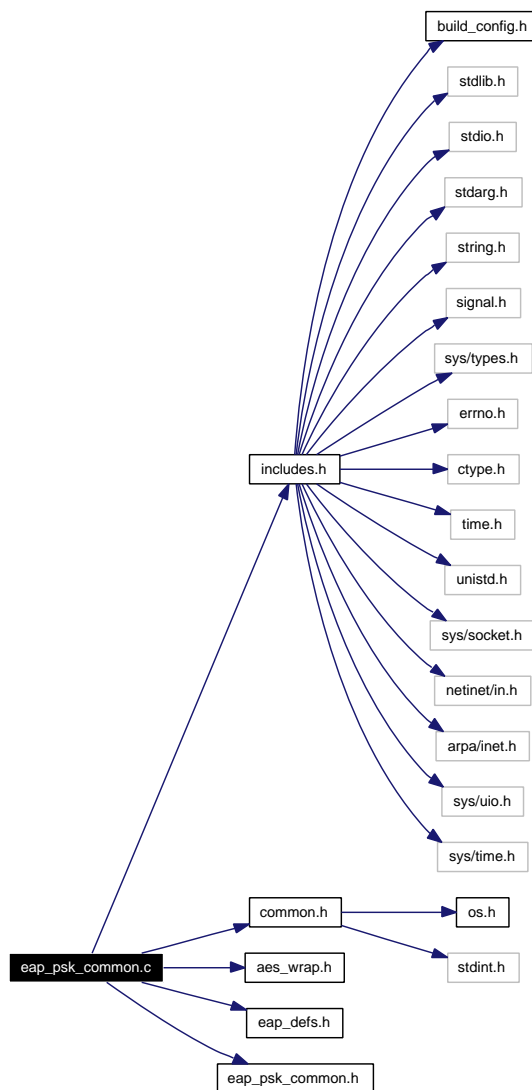 build_config.h
stdlib.h
stdio.h
stdarg.h
string.h
signal.h
sys/types.h
errno.h
includes.h
ctype.h
time.h
unistd.h
sys/socket.h
netinet/in.h
arpa/inet.h
sys/uio.h
sys/time.h
common.h
os.h
eap_psk_common.c
aes_wrap.h
stdint.h
eap_defs.h
eap_psk_common.h